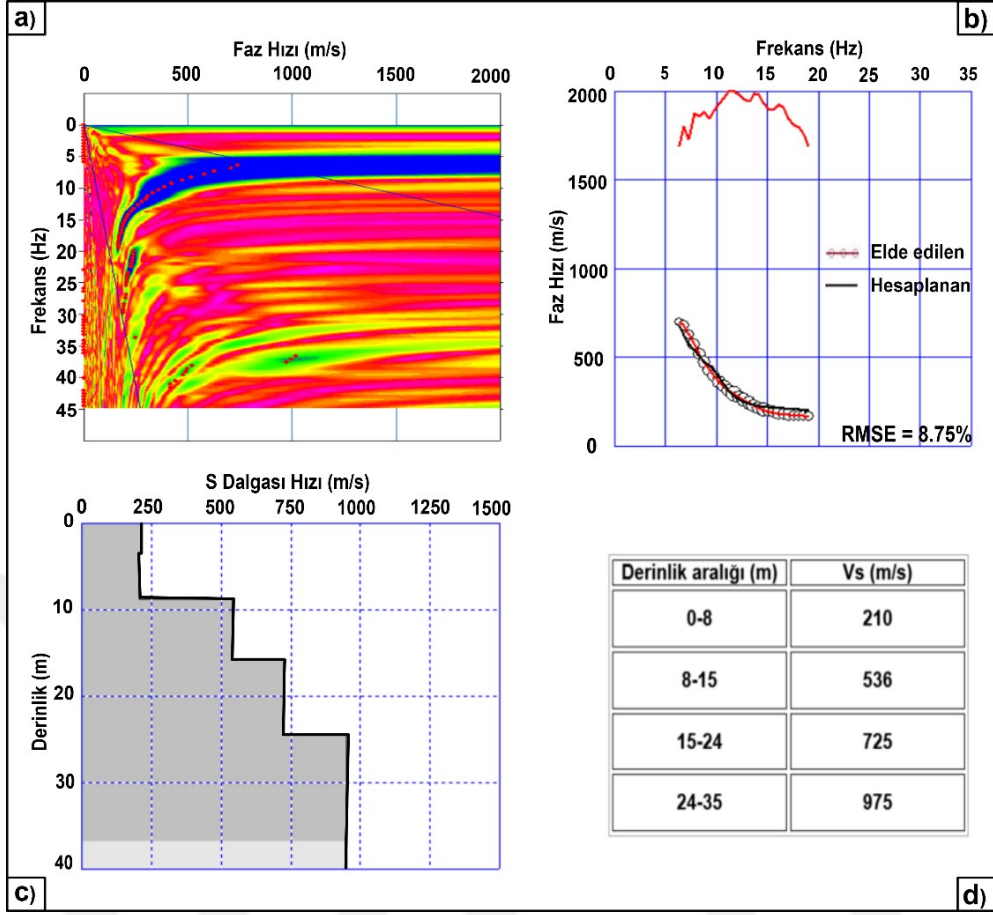 a)
Faz Hızı (m/s)
0 500 1000 1500 2000
Frekans (Hz)
0
5
10
15
20
25
30
35
40
45
b)
Frekans (Hz)
0 5 10 15 20 25 30 35
Faz Hızı (m/s)
2000
1500
1000
500
0
Elde edilen
Hesaplanan
RMSE = 8.75%
S Dalgası Hızı (m/s)
0 250 500 750 1000 1250 1500
Derinlik (m)
0
10
20
30
40
c)
Derinlik aralığı (m) Vs (m/s)
0-8 210
8-15 536
15-24 725
24-35 975
d)